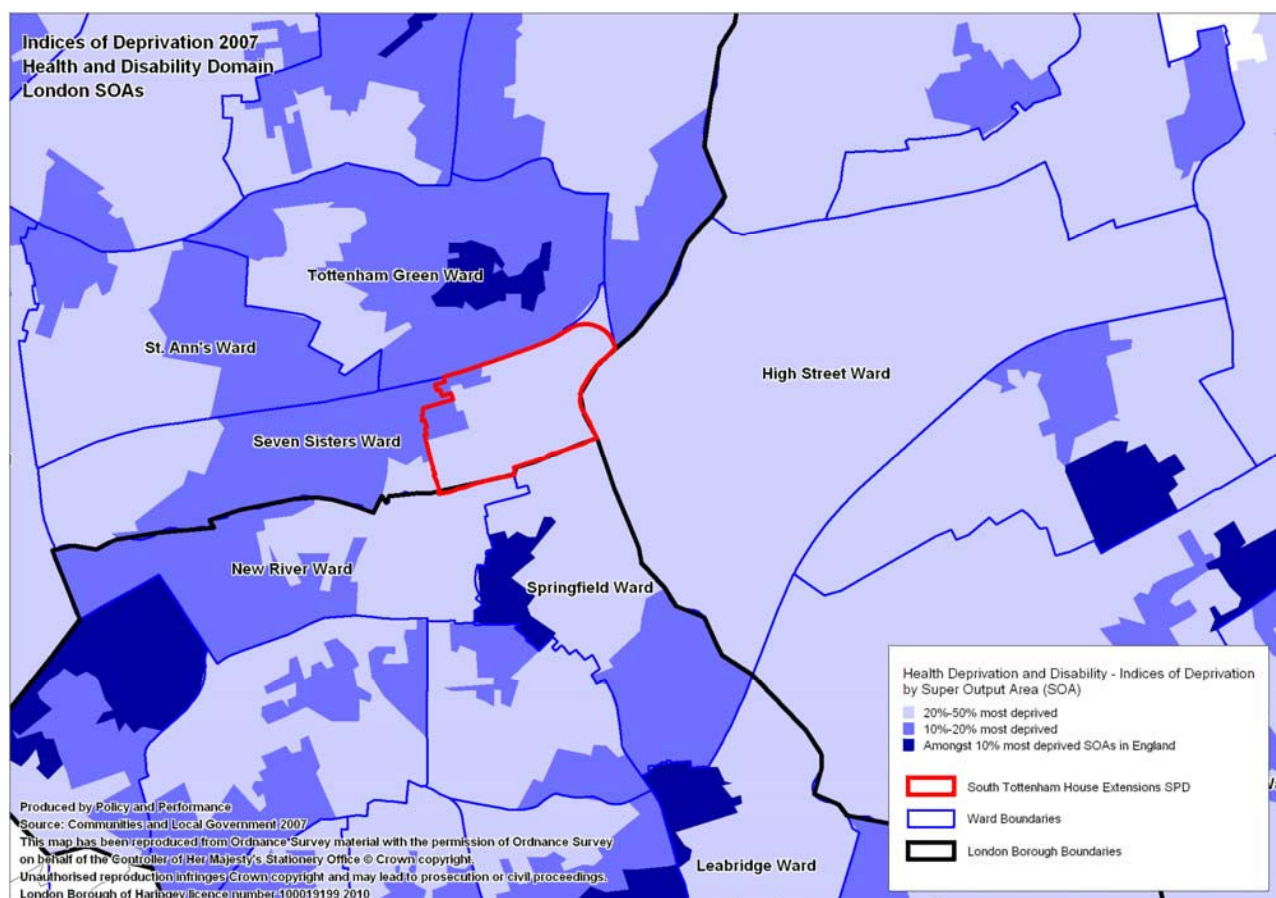 Indices of Deprivation 2007
Health and Disability Domain
London SOAs
Tottenham Green Ward
St. Ann's Ward
High Street Ward
Seven Sisters Ward
New River Ward
Springfield Ward
Leabridge Ward
Health Deprivation and Disability - Indices of Deprivation
by Super Output Area (SOA)
20%-50% most deprived
10%-20% most deprived
Amongst 10% most deprived SOAs in England
South Tottenham House Extensions SPD
Ward Boundaries
London Borough Boundaries
Produced by Policy and Performance
Source: Communities and Local Government 2007
This map has been reproduced from Ordnance Survey material with the permission of Ordnance Survey
on behalf of the Controller of Her Majesty's Stationery Office © Crown copyright.
Unauthorised reproduction infringes Crown copyright and may lead to prosecution or civil proceedings.
London Borough of Haringey licence number 100019199 2010